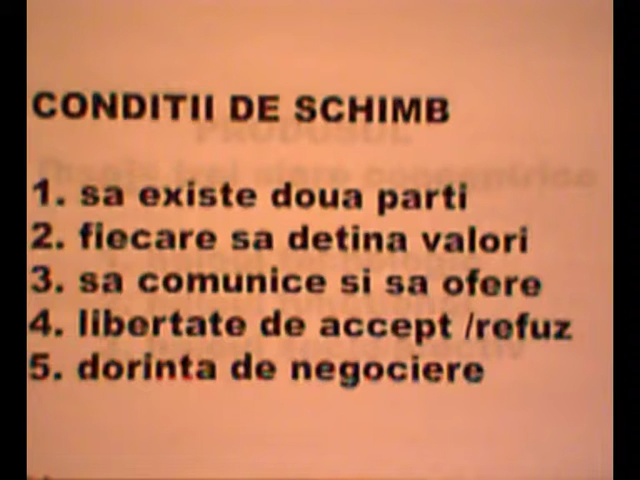 CONDITII DE SCHIMB
1. sa existe doua parti
2. fiecare sa detina valori
3. sa comunice si sa ofere
4. libertate de accept /refuz
5. dorinta de negociere
PRODUSUL